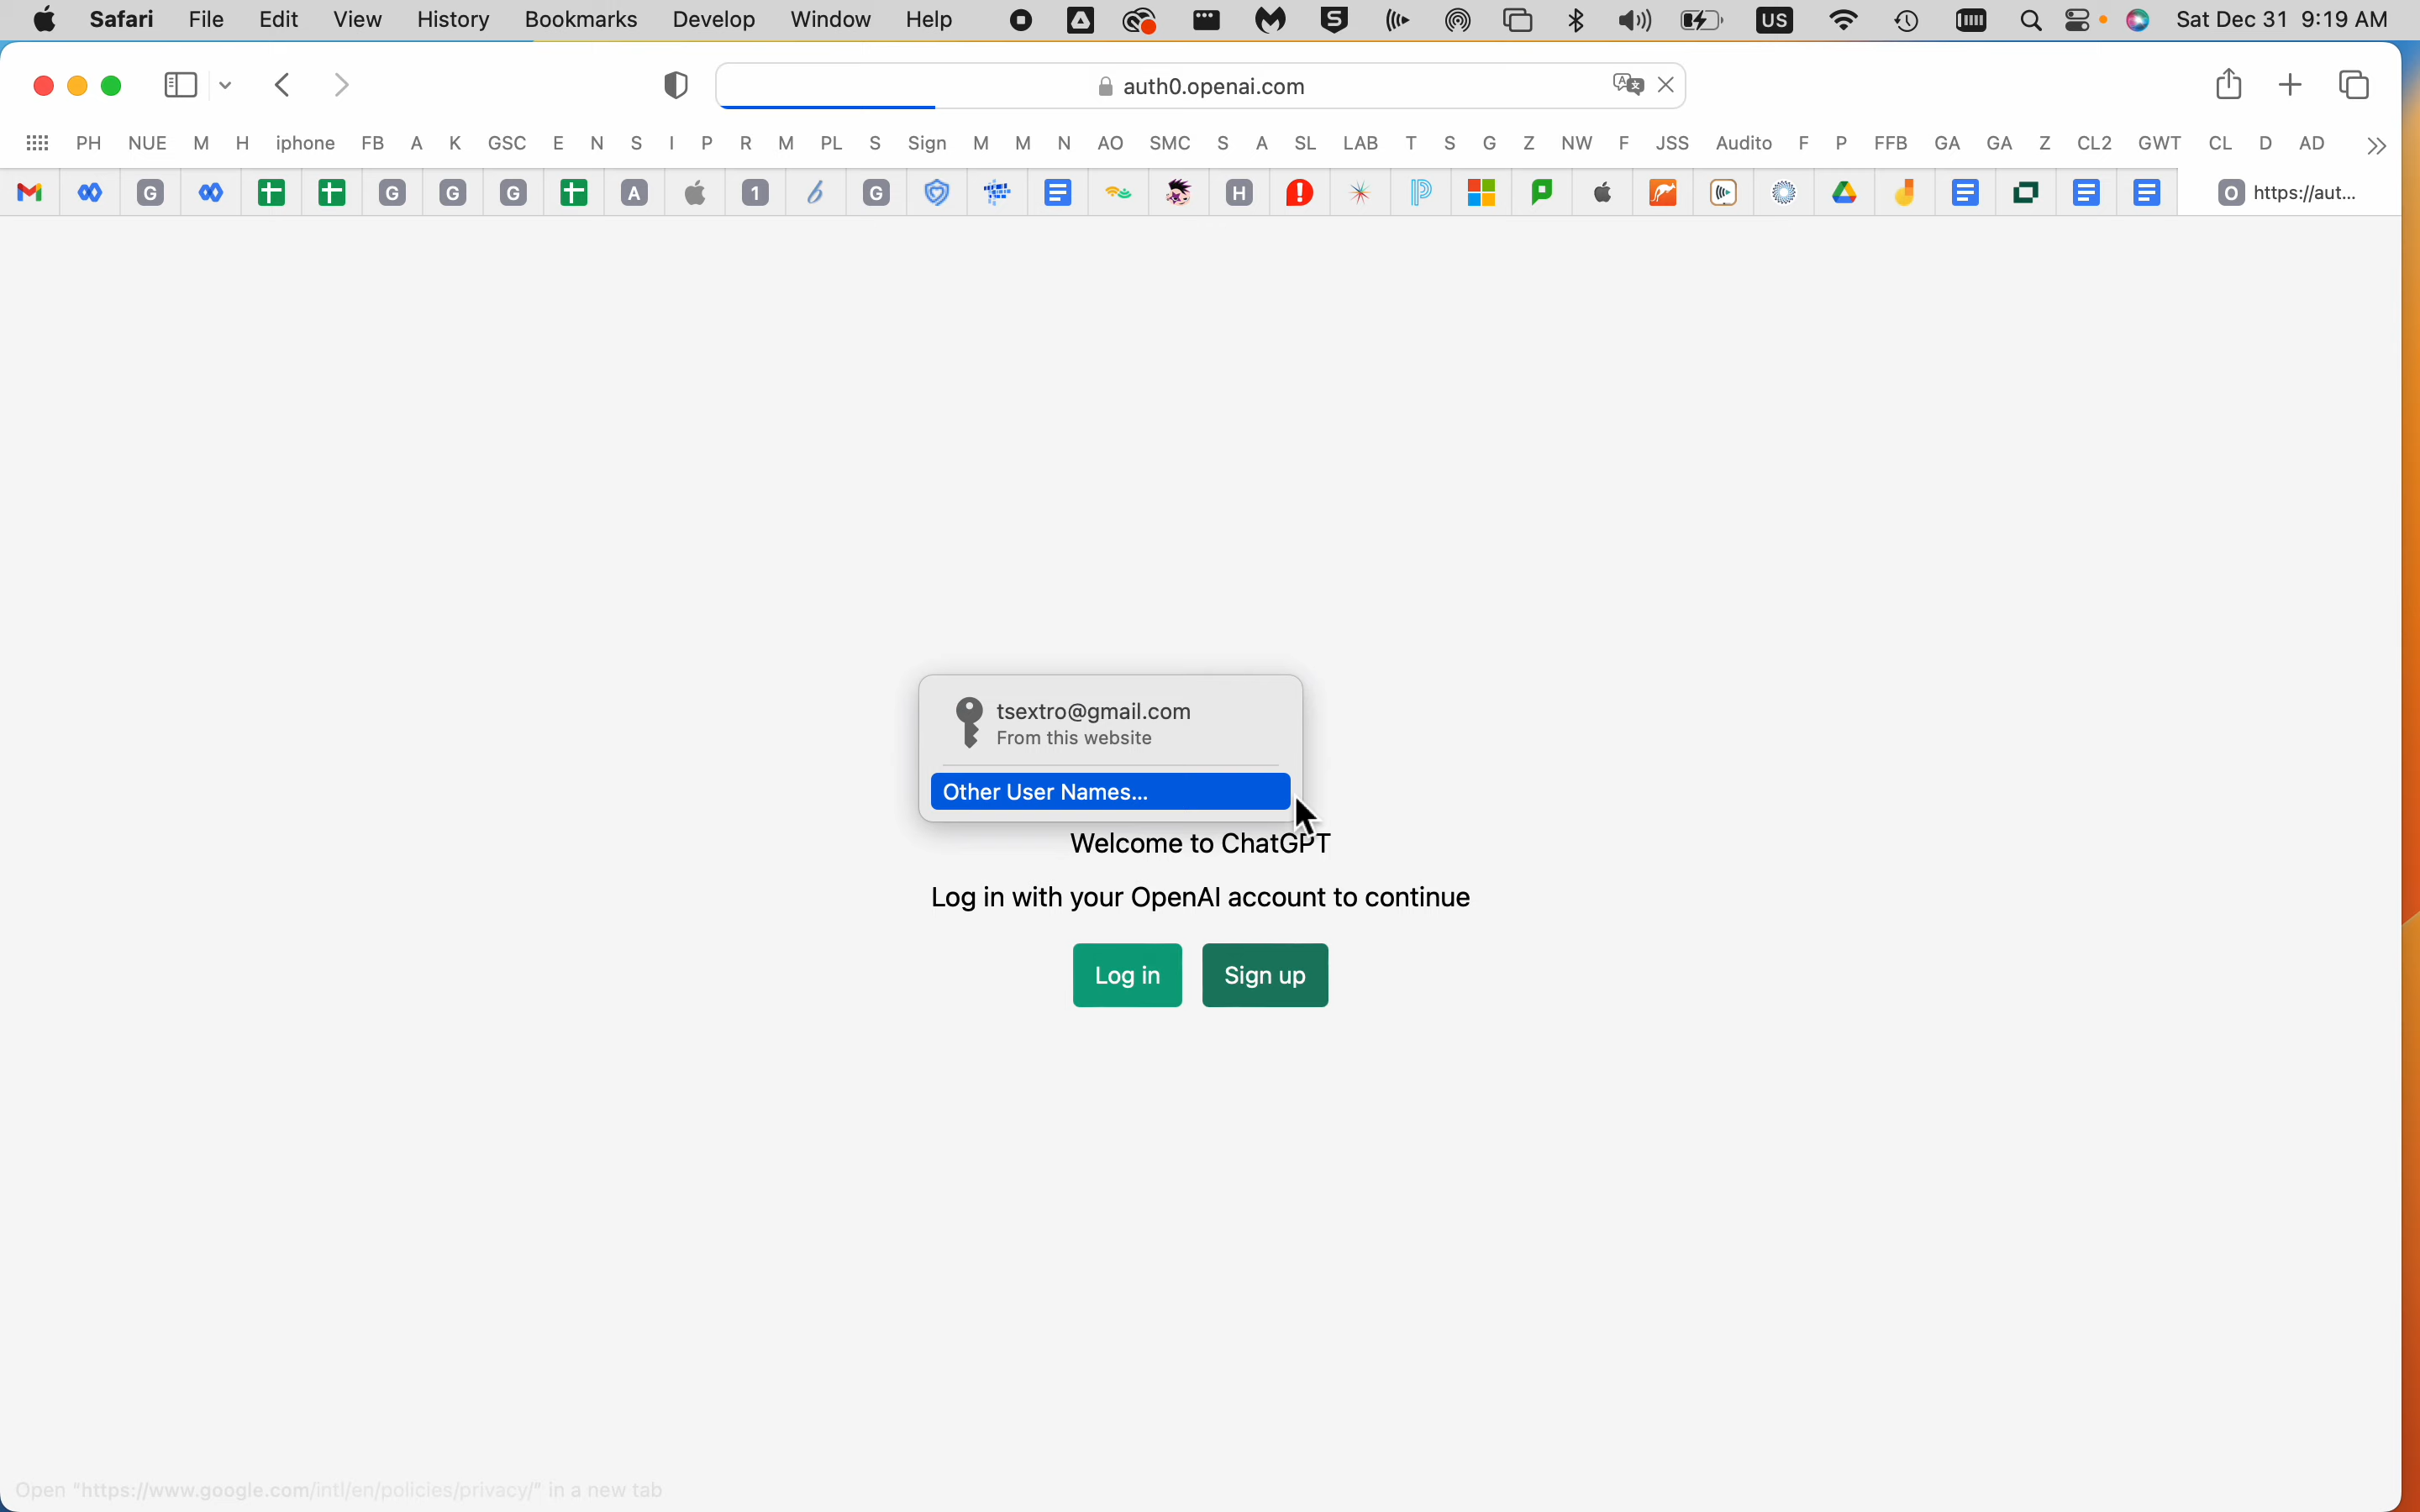 Safari File Edit View History Bookmarks Develop Window Help US Sat Dec 31 9:19 AM
auth0.openai.com
PH NUE M H iphone FB A K GSC E N S I P R M PL S Sign M M N AO SMC S A SL LAB T S G Z NW F JSS Audito F P FFB GA GA Z CL2 GWT CL D AD
G G G G A 1 G H O https://aut...
tsextro@gmail.com
From this website
Other User Names...
Welcome to ChatGPT
Log in with your OpenAI account to continue
Log in Sign up
Open "https://www.google.com/intl/en/policies/privacy/" in a new tab